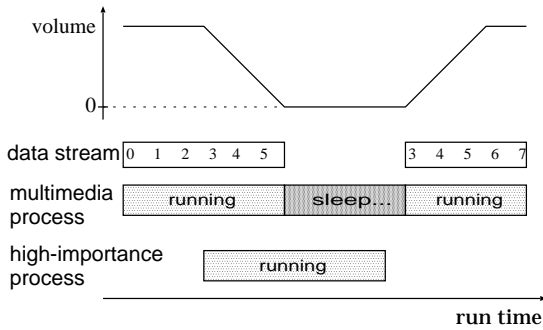 volume
0
data stream 0 1 2 3 4 5 3 4 5 6 7
multimedia process running sleep... running
high-importance process running
run time